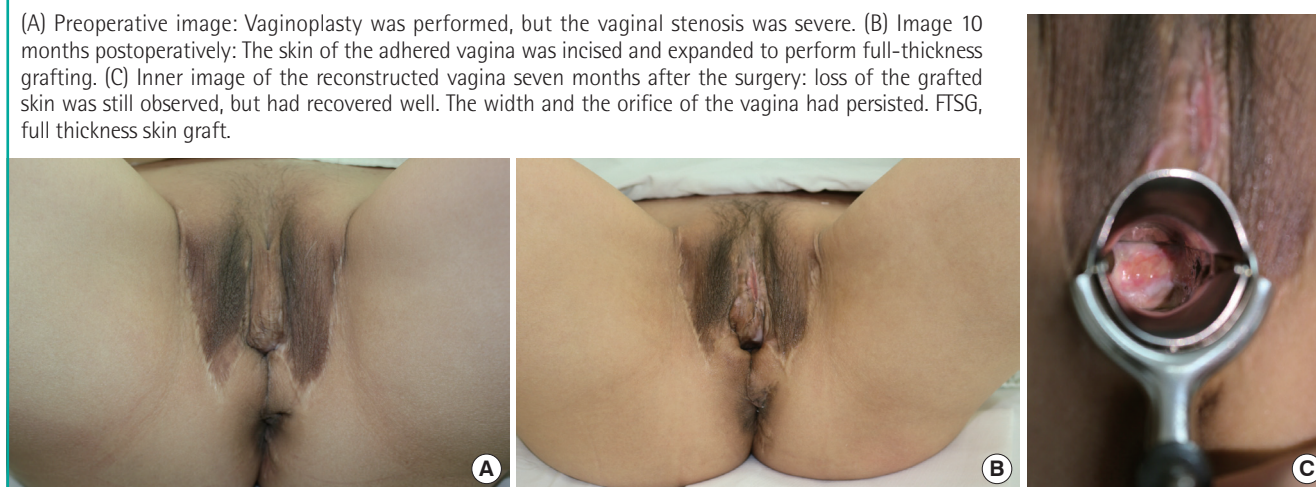 (A) Preoperative image: Vaginoplasty was performed, but the vaginal stenosis was severe. (B) Image 10
months postoperatively: The skin of the adhered vagina was incised and expanded to perform full-thickness
grafting. (C) Inner image of the reconstructed vagina seven months after the surgery: loss of the grafted
skin was still observed, but had recovered well. The width and the orifice of the vagina had persisted. FTSG,
full thickness skin graft.
A
B
C